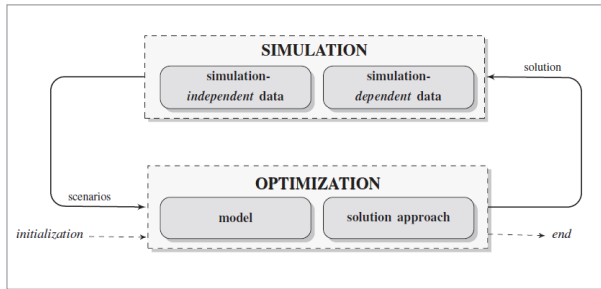 SIMULATION
simulation-
independent data
simulation-
dependent data
solution
scenarios
OPTIMIZATION
model
solution approach
initialization
end